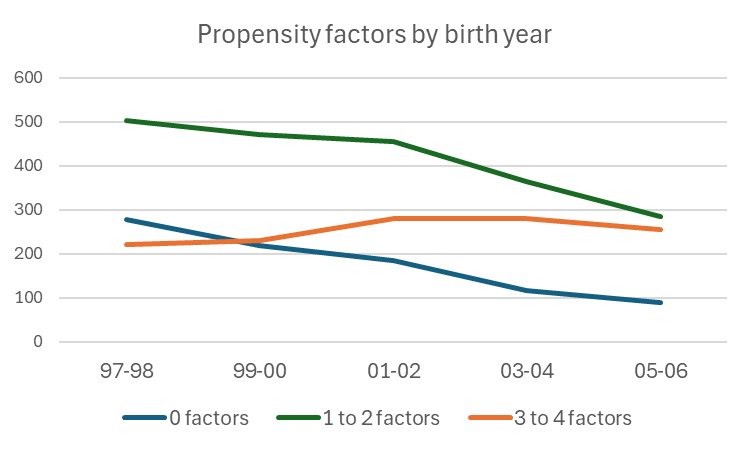 Propensity factors by birth year
600
500
400
300
200
100
0
97-98 99-00 01-02 03-04 05-06
0 factors 1 to 2 factors 3 to 4 factors